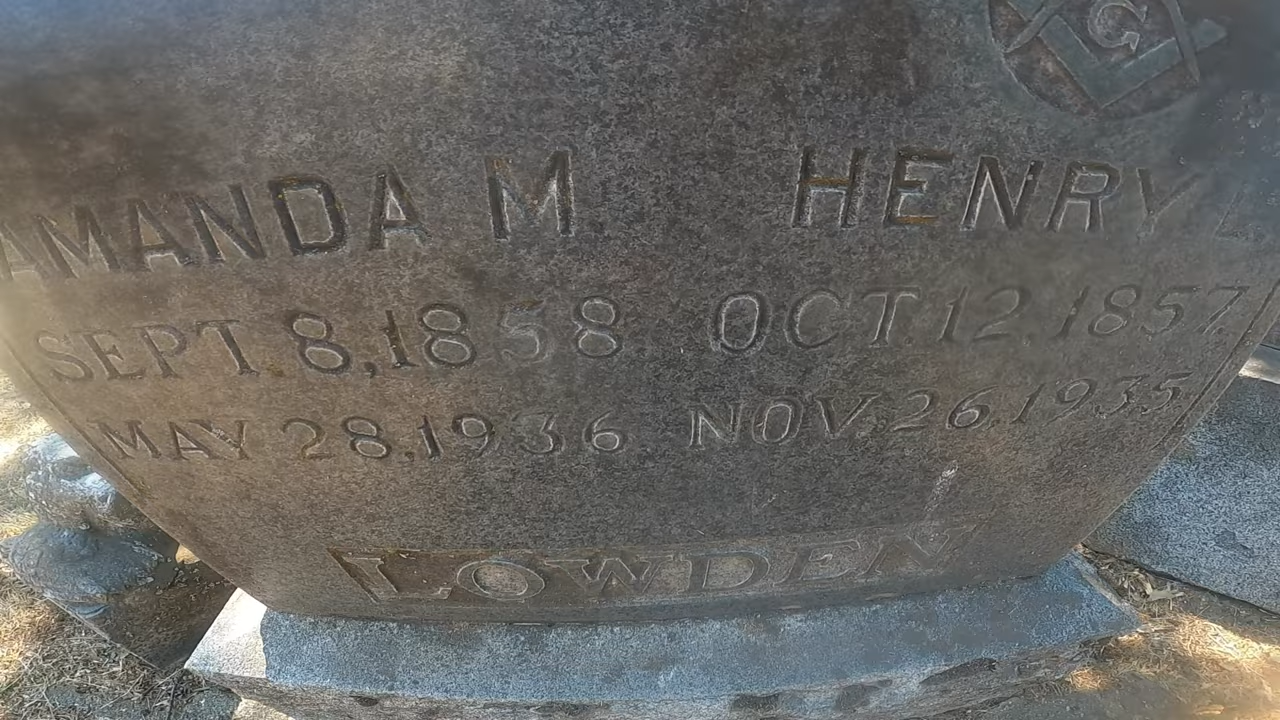 G
AMANDA M HENRY L
SEPT. 8, 1858 OCT. 12, 1857.
MAY 28, 1936 NOV. 26, 1935.
LOWDEN